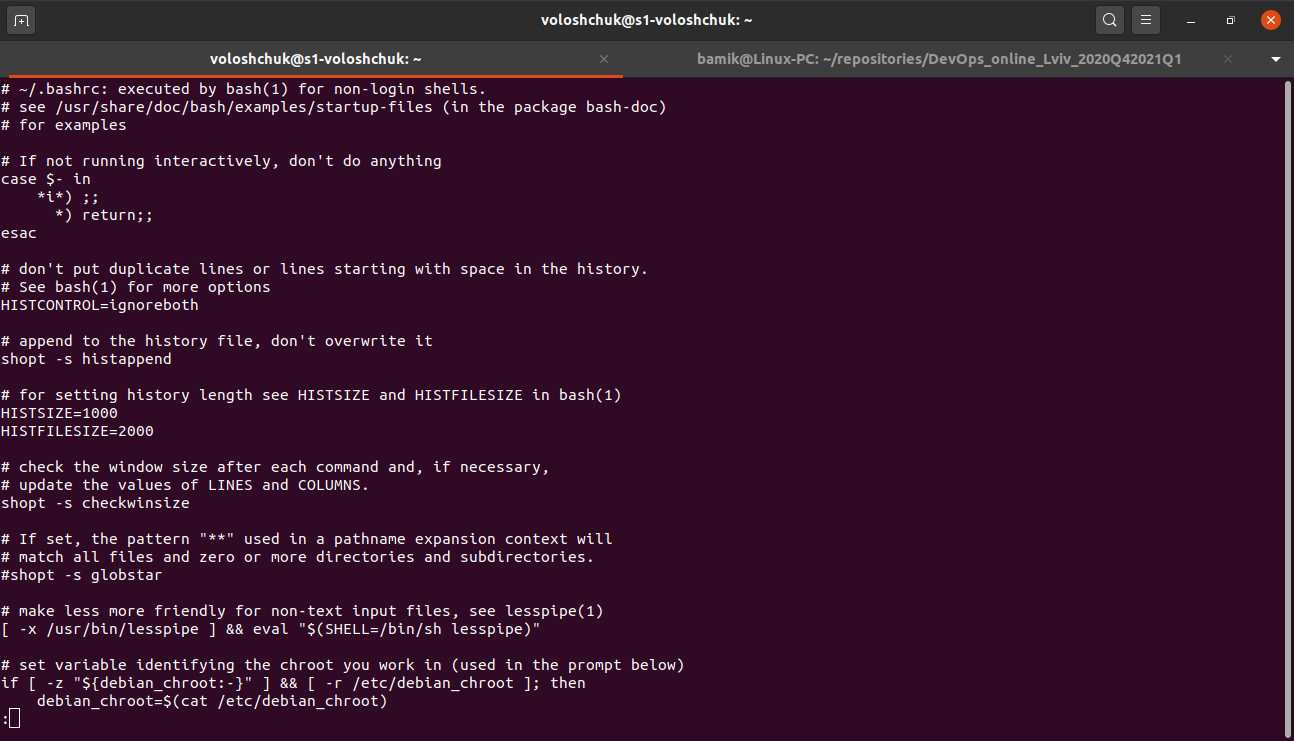 voloshchuk@s1-voloshchuk: ~
voloshchuk@s1-voloshchuk: ~
bamik@Linux-PC: ~/repositories/DevOps_online_Lviv_2020Q42021Q1
# ~/.bashrc: executed by bash(1) for non-login shells.
# see /usr/share/doc/bash/examples/startup-files (in the package bash-doc)
# for examples

# If not running interactively, don't do anything
case $- in
    *i*) ;;
      *) return;;
esac

# don't put duplicate lines or lines starting with space in the history.
# See bash(1) for more options
HISTCONTROL=ignoreboth

# append to the history file, don't overwrite it
shopt -s histappend

# for setting history length see HISTSIZE and HISTFILESIZE in bash(1)
HISTSIZE=1000
HISTFILESIZE=2000

# check the window size after each command and, if necessary,
# update the values of LINES and COLUMNS.
shopt -s checkwinsize

# If set, the pattern "**" used in a pathname expansion context will
# match all files and zero or more directories and subdirectories.
#shopt -s globstar

# make less more friendly for non-text input files, see lesspipe(1)
[ -x /usr/bin/lesspipe ] && eval "$(SHELL=/bin/sh lesspipe)"

# set variable identifying the chroot you work in (used in the prompt below)
if [ -z "${debian_chroot:-}" ] && [ -r /etc/debian_chroot ]; then
    debian_chroot=$(cat /etc/debian_chroot)
: